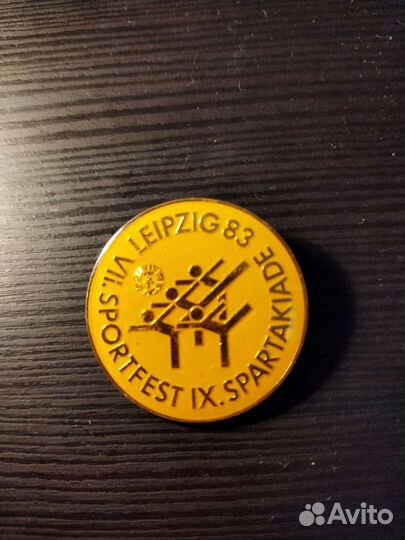 VII. SPORTFEST IX. SPARTAKIADE
LEIPZIG 83
Avito